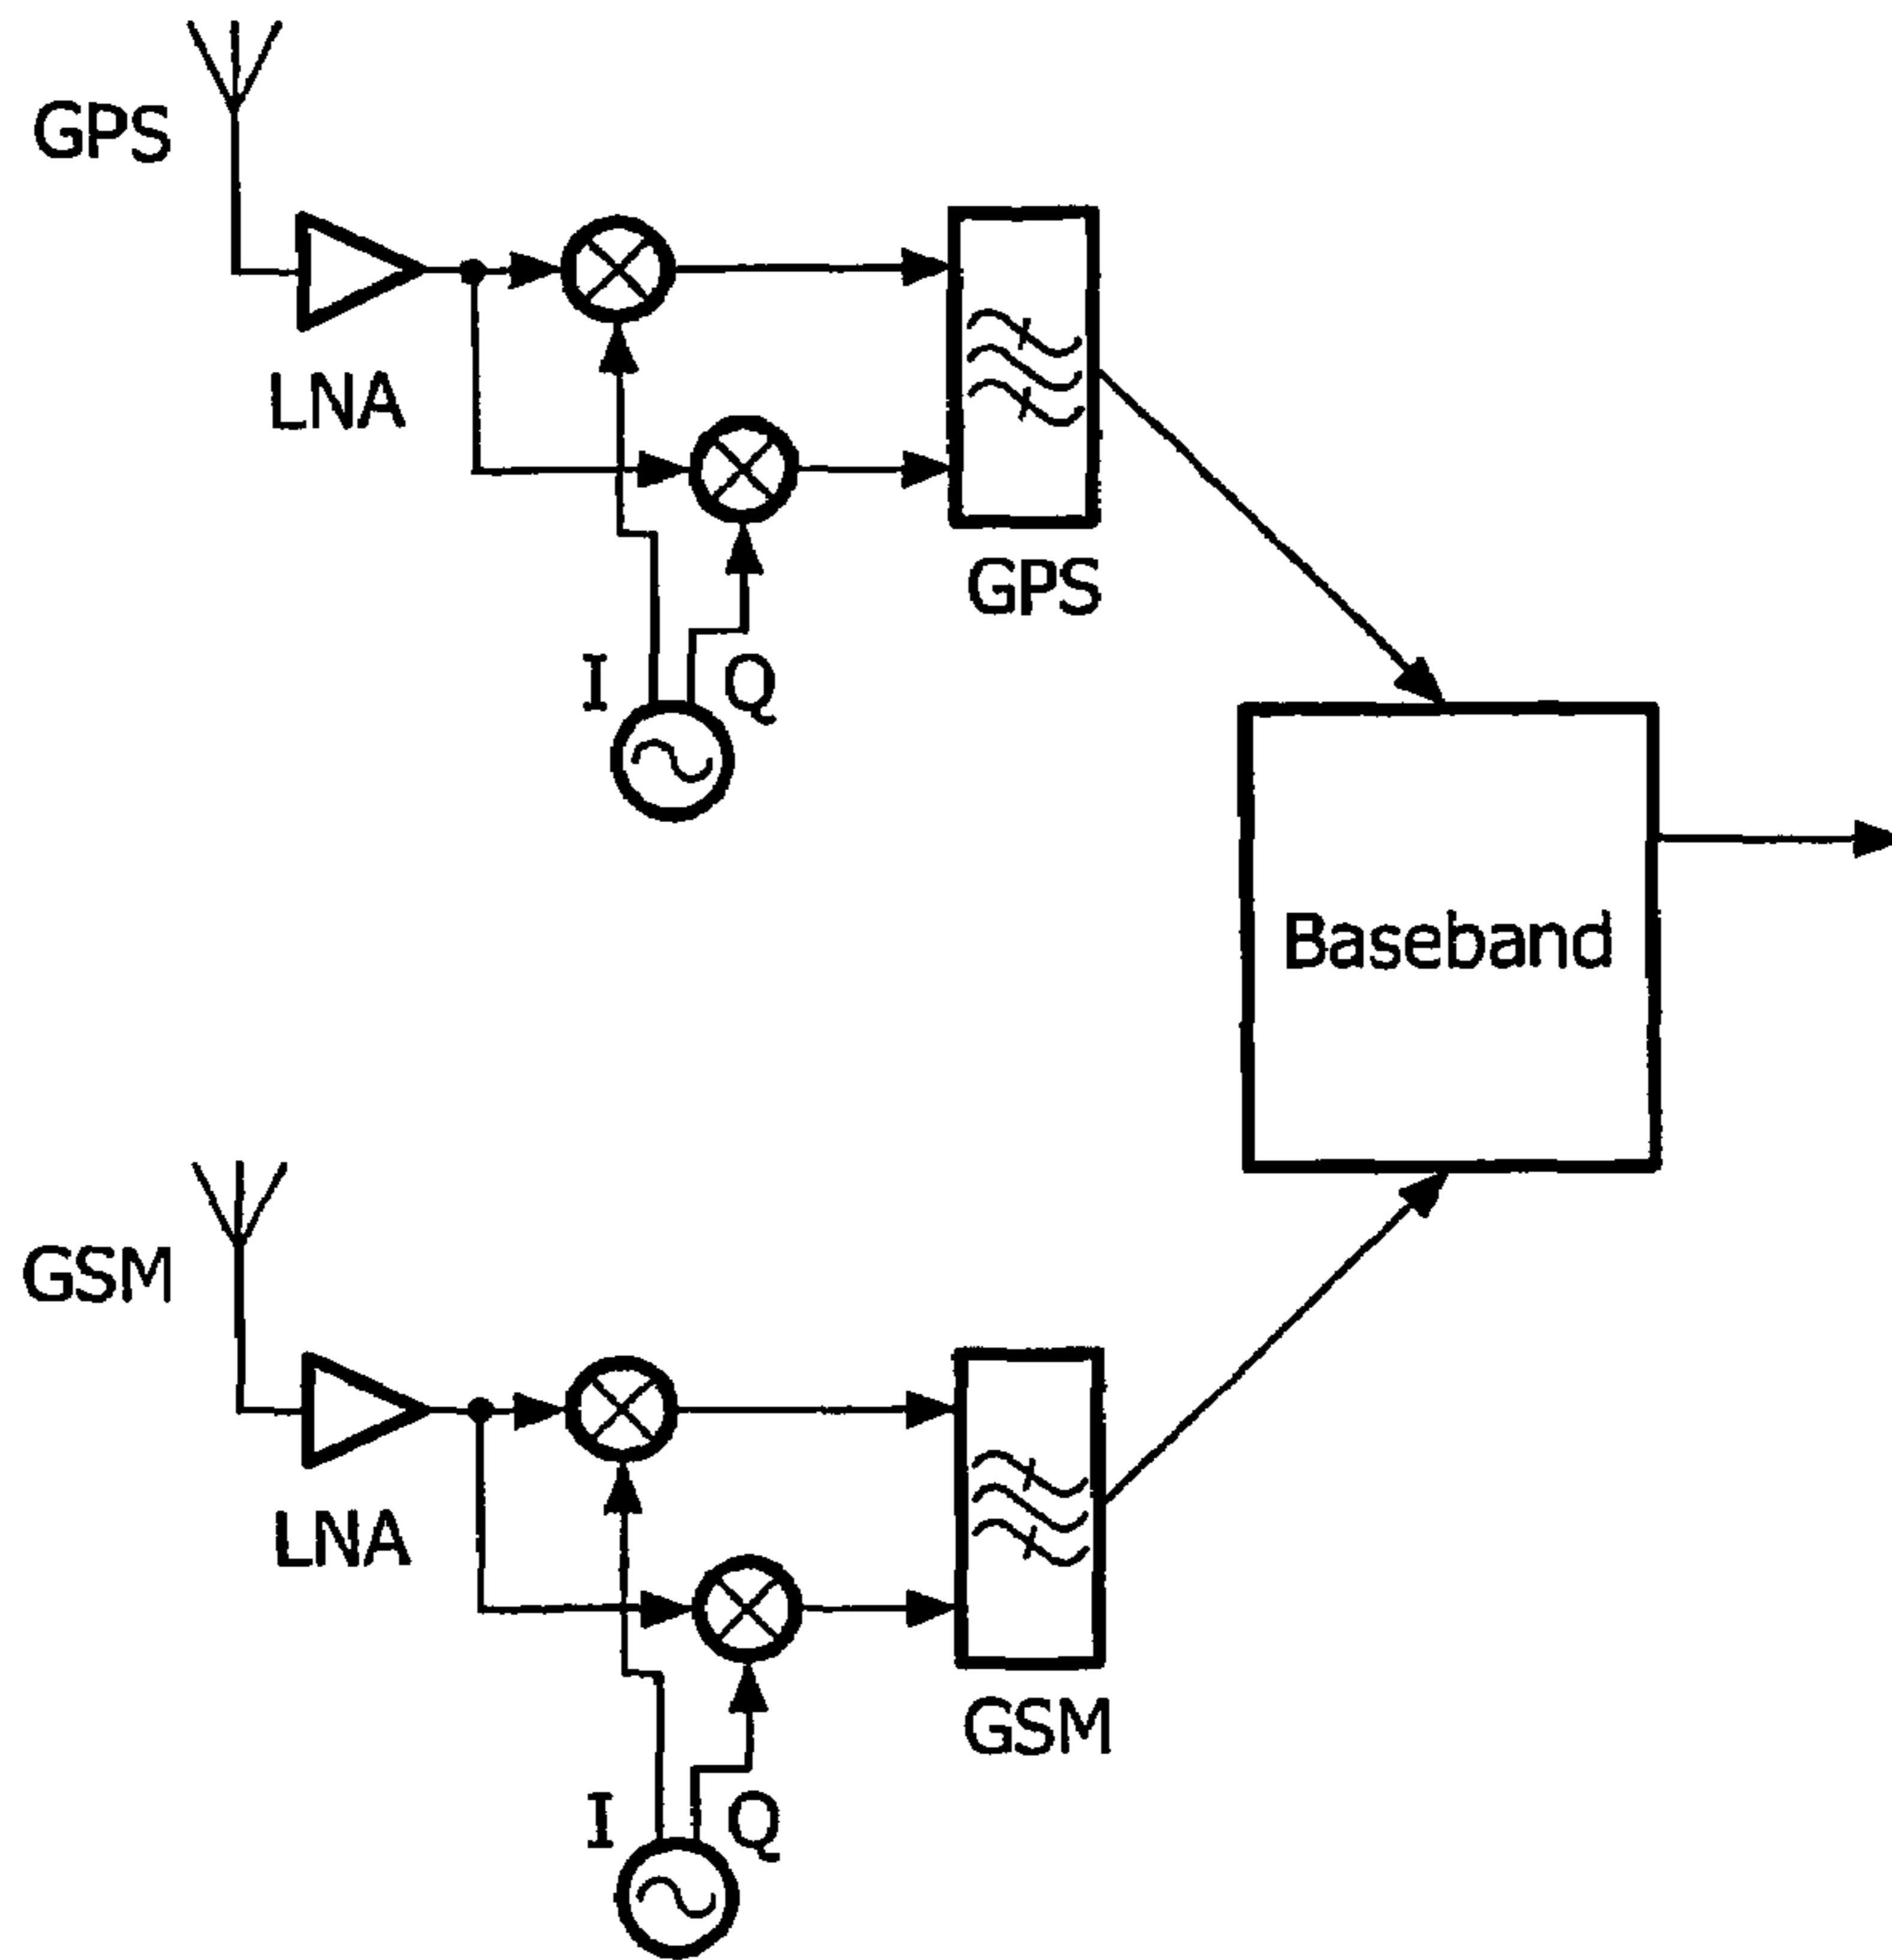 GPS
LNA
GPS
I
Q
Baseband
GSM
LNA
GSM
I
Q